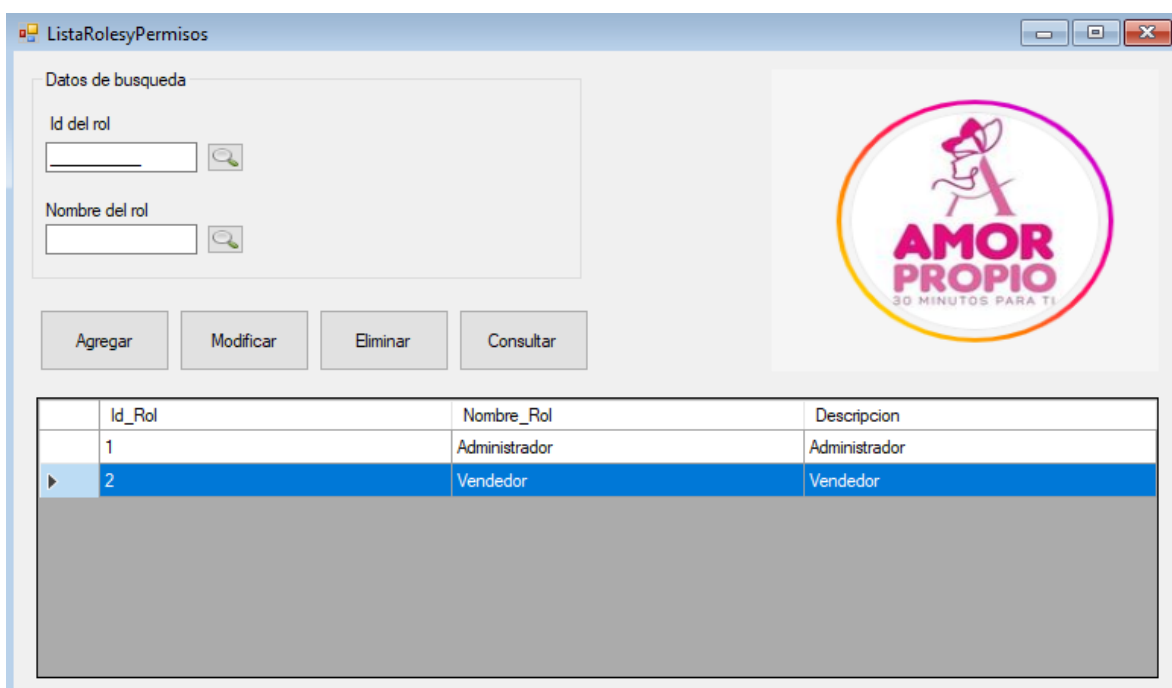 ListaRolesyPermisos
Datos de busqueda
Id del rol
Nombre del rol
AMOR
PROPIO
30 MINUTOS PARA TI
Agregar Modificar Eliminar Consultar
Id_Rol Nombre_Rol Descripcion
1 Administrador Administrador
2 Vendedor Vendedor